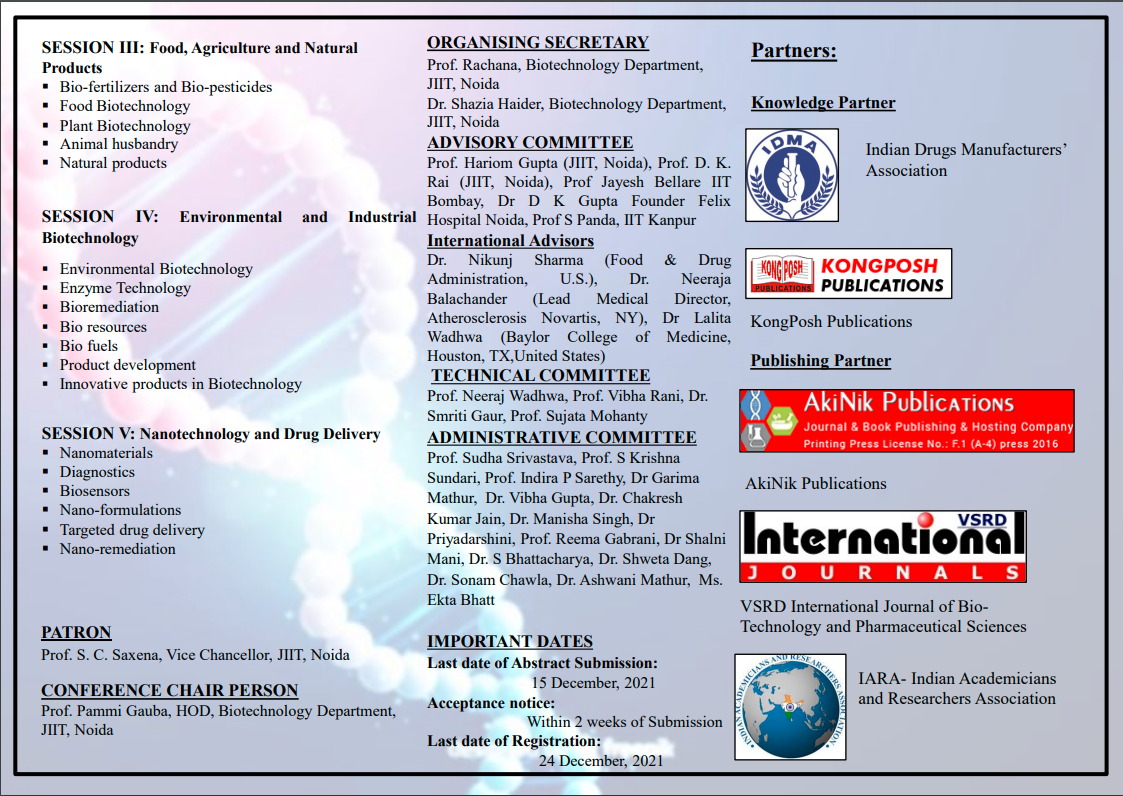 SESSION III: Food, Agriculture and Natural
Products
▪ Bio-fertilizers and Bio-pesticides
▪ Food Biotechnology
▪ Plant Biotechnology
▪ Animal husbandry
▪ Natural products
SESSION IV: Environmental and Industrial
Biotechnology
▪ Environmental Biotechnology
▪ Enzyme Technology
▪ Bioremediation
▪ Bio resources
▪ Bio fuels
▪ Product development
▪ Innovative products in Biotechnology
SESSION V: Nanotechnology and Drug Delivery
▪ Nanomaterials
▪ Diagnostics
▪ Biosensors
▪ Nano-formulations
▪ Targeted drug delivery
▪ Nano-remediation
PATRON
Prof. S. C. Saxena, Vice Chancellor, JIIT, Noida
CONFERENCE CHAIR PERSON
Prof. Pammi Gauba, HOD, Biotechnology Department,
JIIT, Noida
ORGANISING SECRETARY
Prof. Rachana, Biotechnology Department,
JIIT, Noida
Dr. Shazia Haider, Biotechnology Department,
JIIT, Noida
ADVISORY COMMITTEE
Prof. Hariom Gupta (JIIT, Noida), Prof. D. K.
Rai (JIIT, Noida), Prof Jayesh Bellare IIT
Bombay, Dr D K Gupta Founder Felix
Hospital Noida, Prof S Panda, IIT Kanpur
International Advisors
Dr. Nikunj Sharma (Food & Drug
Administration, U.S.), Dr. Neeraja
Balachander (Lead Medical Director,
Atherosclerosis Novartis, NY), Dr Lalita
Wadhwa (Baylor College of Medicine,
Houston, TX,United States)
TECHNICAL COMMITTEE
Prof. Neeraj Wadhwa, Prof. Vibha Rani, Dr.
Smriti Gaur, Prof. Sujata Mohanty
ADMINISTRATIVE COMMITTEE
Prof. Sudha Srivastava, Prof. S Krishna
Sundari, Prof. Indira P Sarethy, Dr Garima
Mathur, Dr. Vibha Gupta, Dr. Chakresh
Kumar Jain, Dr. Manisha Singh, Dr
Priyadarshini, Prof. Reema Gabrani, Dr Shalni
Mani, Dr. S Bhattacharya, Dr. Shweta Dang,
Dr. Sonam Chawla, Dr. Ashwani Mathur, Ms.
Ekta Bhatt
IMPORTANT DATES
Last date of Abstract Submission:
15 December, 2021
Acceptance notice:
Within 2 weeks of Submission
Last date of Registration:
24 December, 2021
freepik
Partners:
Knowledge Partner
IDMA
Indian Drugs Manufacturers’
Association
KONG POSH
PUBLICATIONS
KONGPOSH
PUBLICATIONS
KongPosh Publications
Publishing Partner
AkiNik Publications
Journal & Book Publishing & Hosting Company
Printing Press License No.: F.1 (A-4) press 2016
AkiNik Publications
VSRD
International
JOURNALS
VSRD International Journal of Bio-
Technology and Pharmaceutical Sciences
INDIAN ACADEMICIANS AND RESEARCHERS ASSOCIATION
IARA- Indian Academicians
and Researchers Association